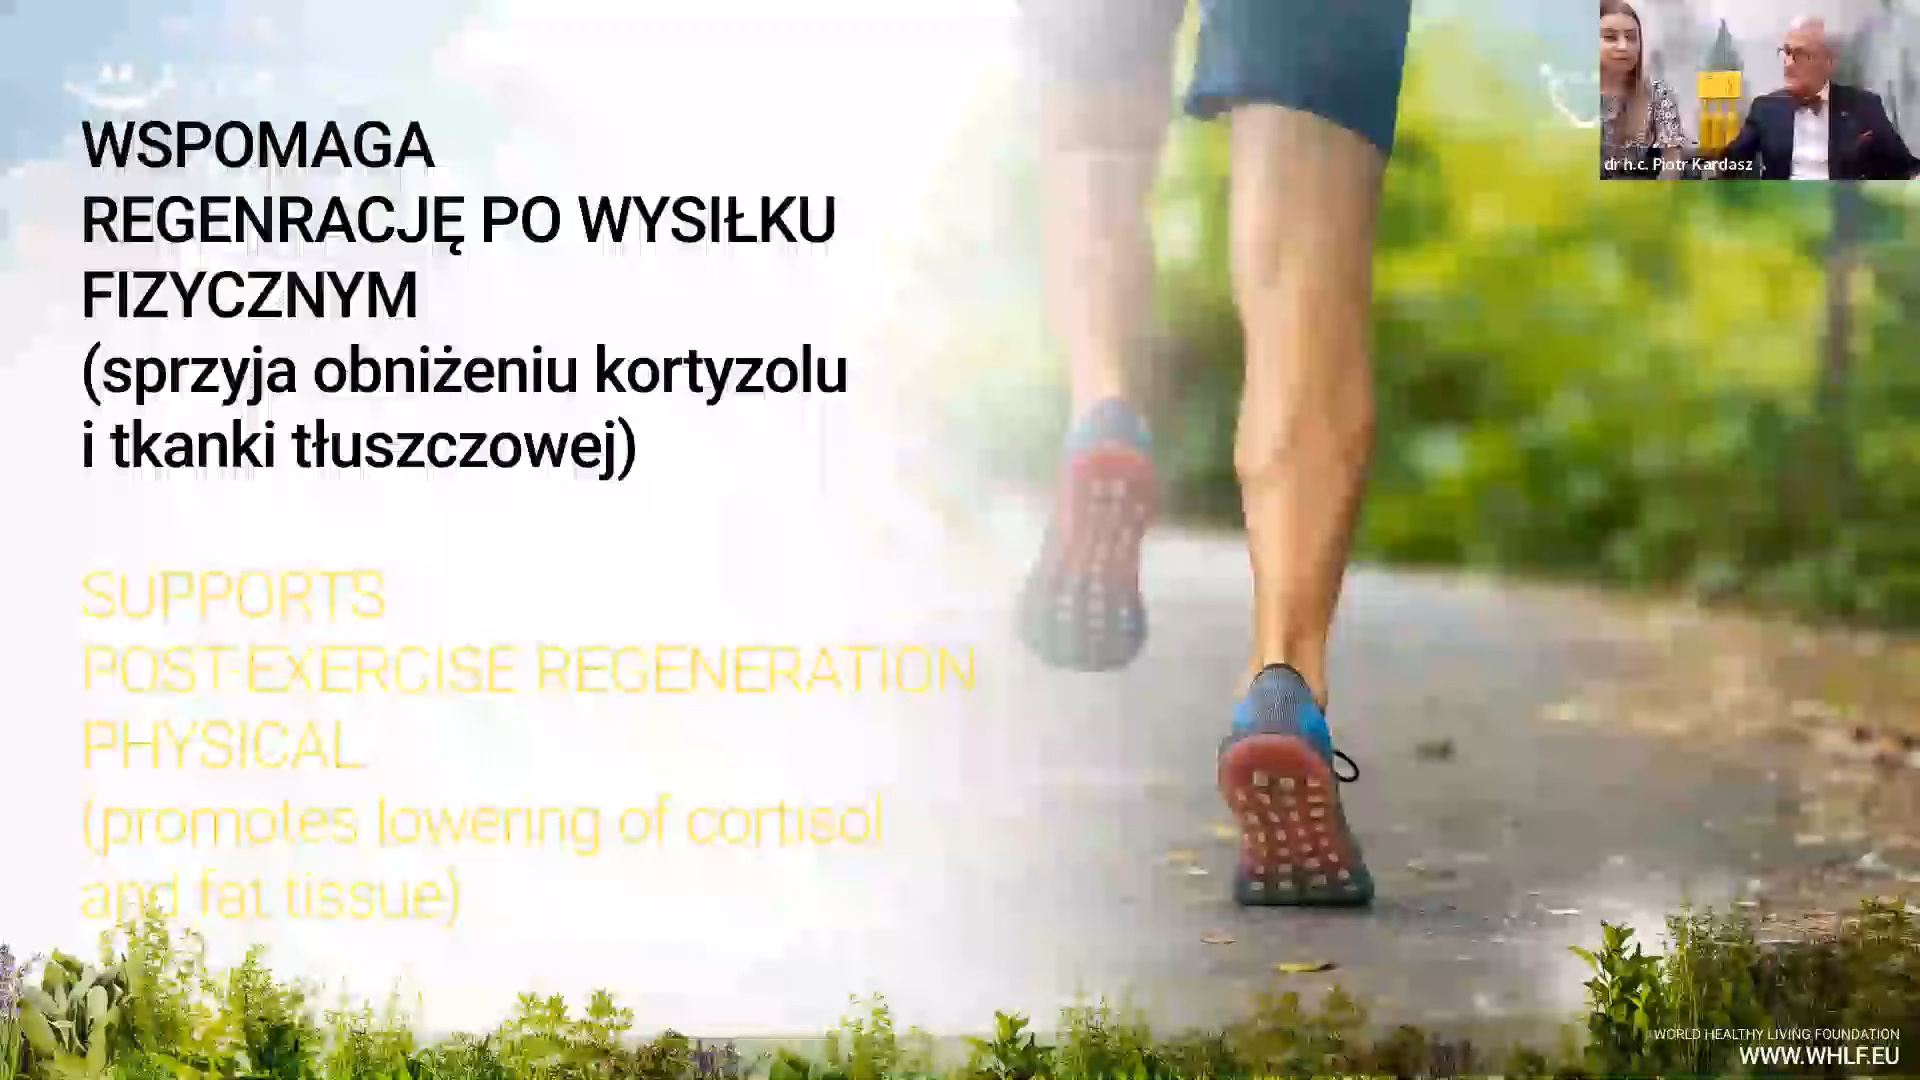 WSPOMAGA
REGENRACJĘ PO WYSIŁKU
FIZYCZNYM
(sprzyja obniżeniu kortyzolu
i tkanki tłuszczowej)
SUPPORTS
POST-EXERCISE REGENERATION
PHYSICAL
(promotes lowering of cortisol
and fat tissue)
dr h.c. Piotr Kardasz
WORLD HEALTHY LIVING FOUNDATION
WWW.WHLF.EU